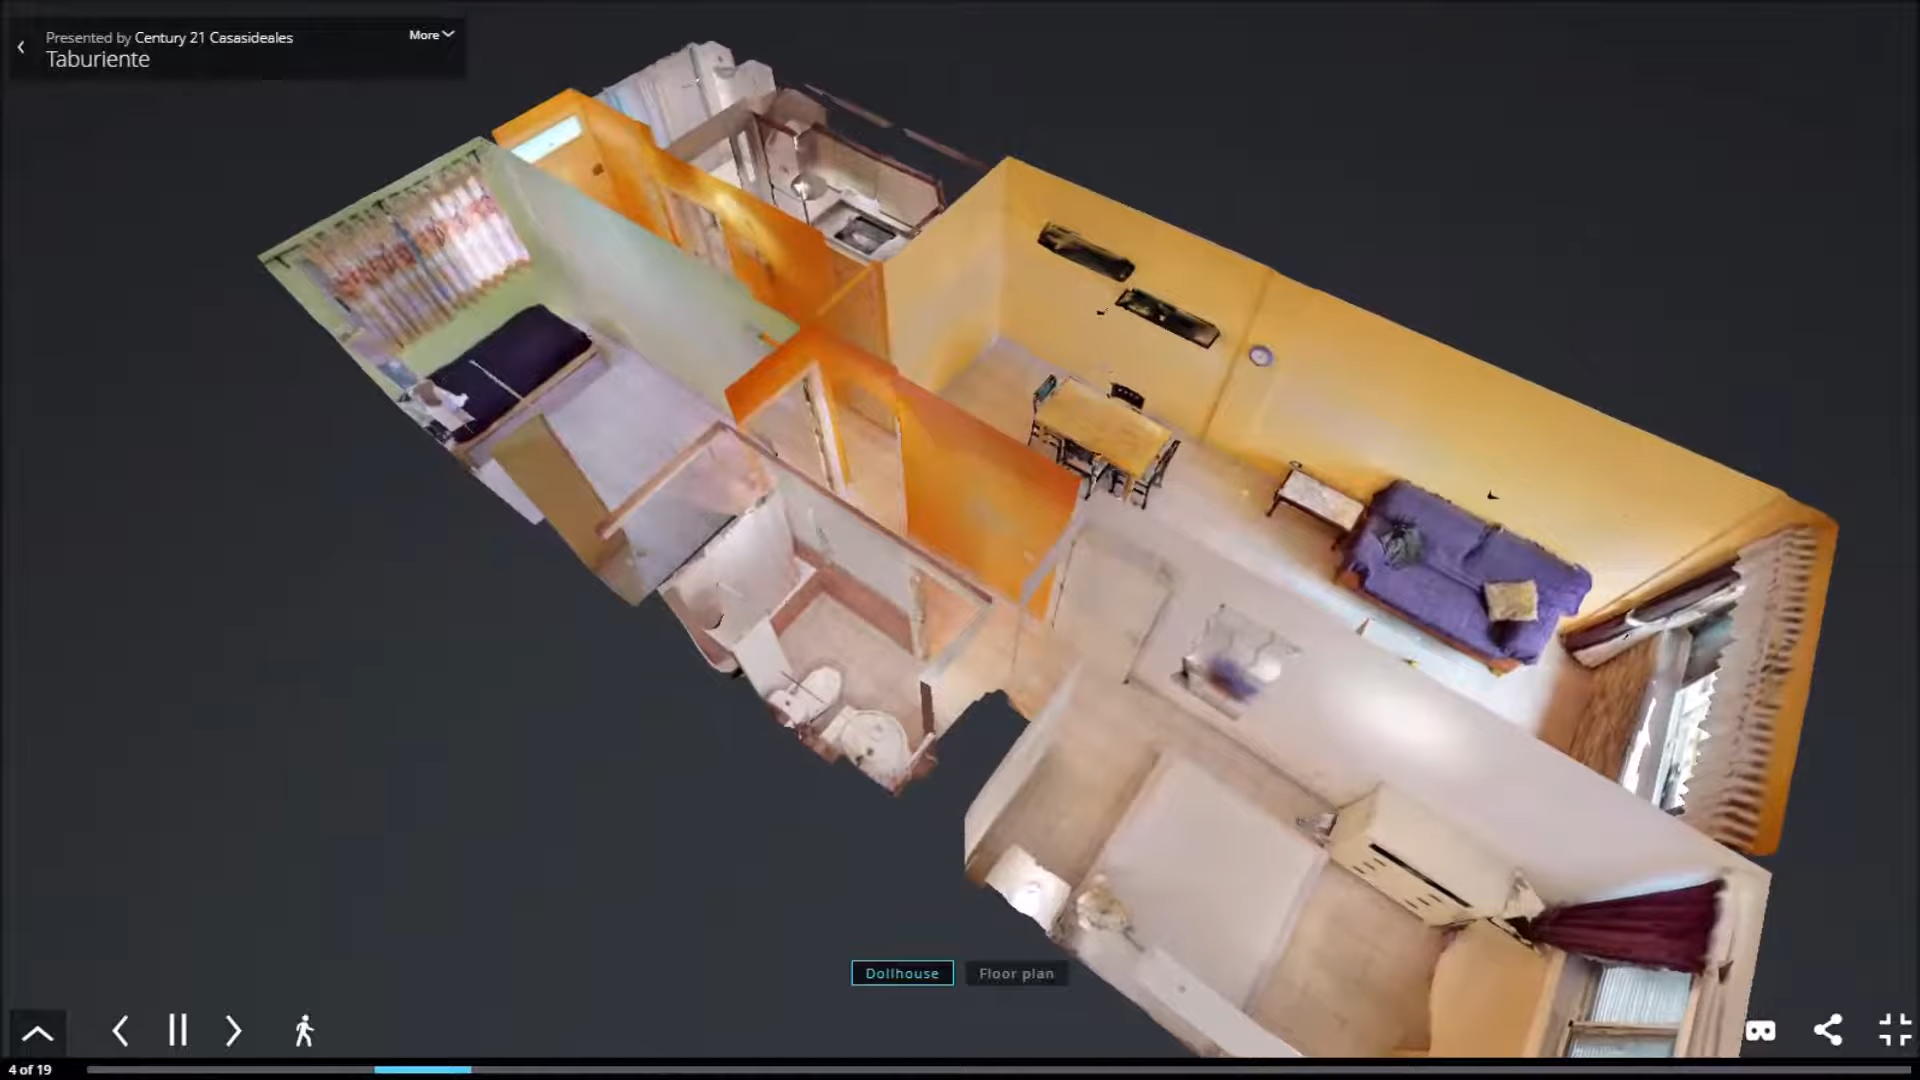 Presented by Century 21 Casasideales
More
Taburiente
Dollhouse
Floor plan
4 of 19